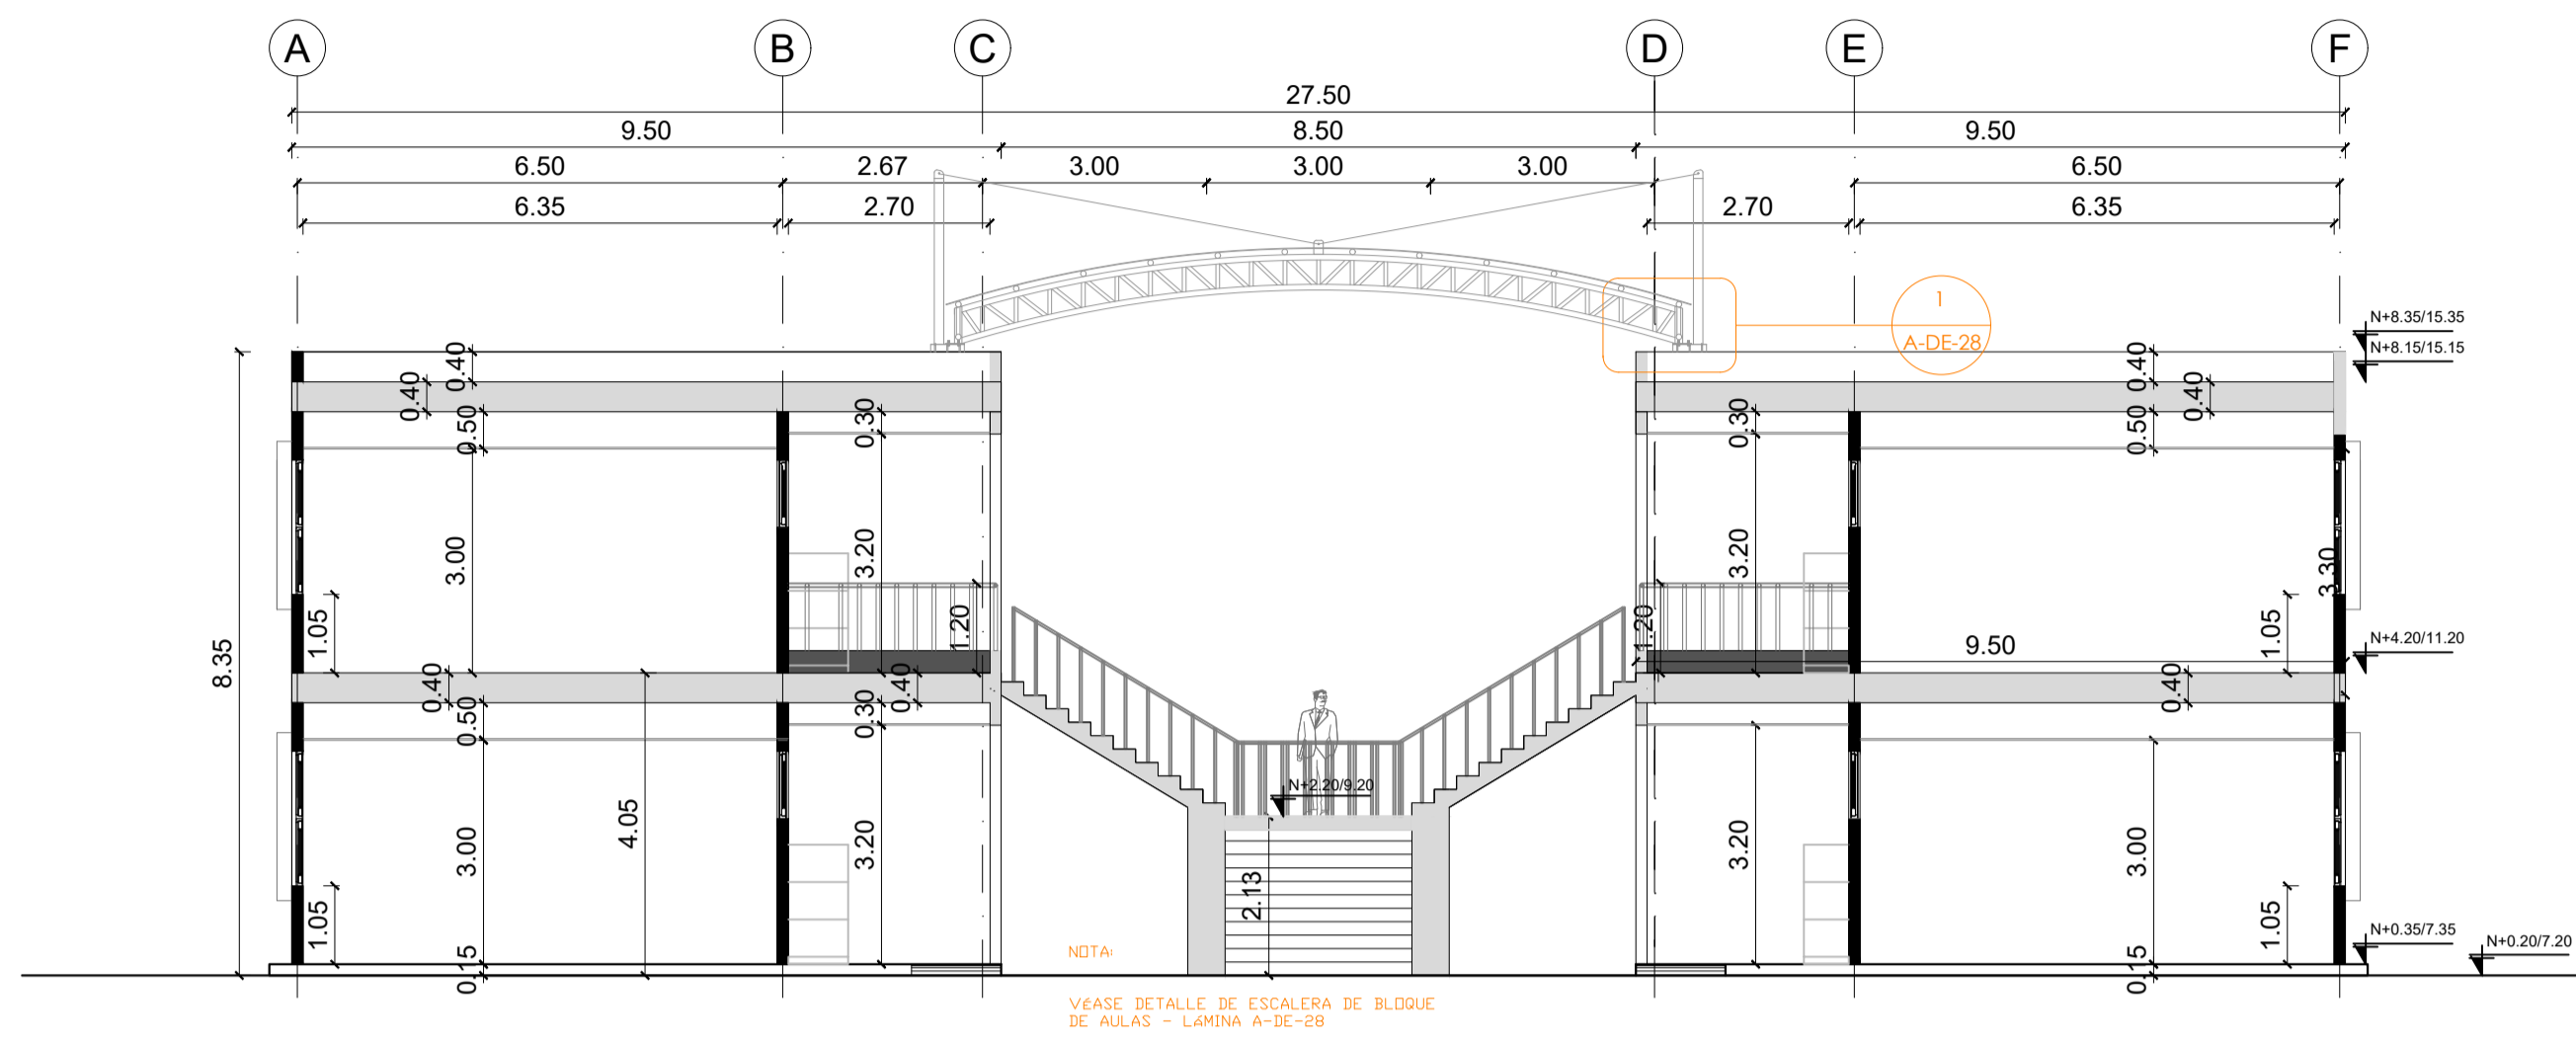 A B C D E F
27.50
9.50 8.50 9.50
6.50 2.67 3.00 3.00 3.00 6.50
6.35 2.70 2.70 6.35
1
A-DE-28
N+8.35/15.35
N+8.15/15.15
0.40 0.40
0.40 0.40
0.50 0.30 0.30 0.50
3.00 3.20 3.20 3.30
1.05 1.20 1.20 1.05
9.50
N+4.20/11.20
8.35
0.40 0.40 0.40
0.50 0.30
N+2.20/9.20
4.05
3.00 3.20 3.20 3.00
2.13
1.05 1.05
0.15 0.15
N+0.35/7.35
N+0.20/7.20
NOTA:
VÉASE DETALLE DE ESCALERA DE BLOQUE
DE AULAS - LÁMINA A-DE-28